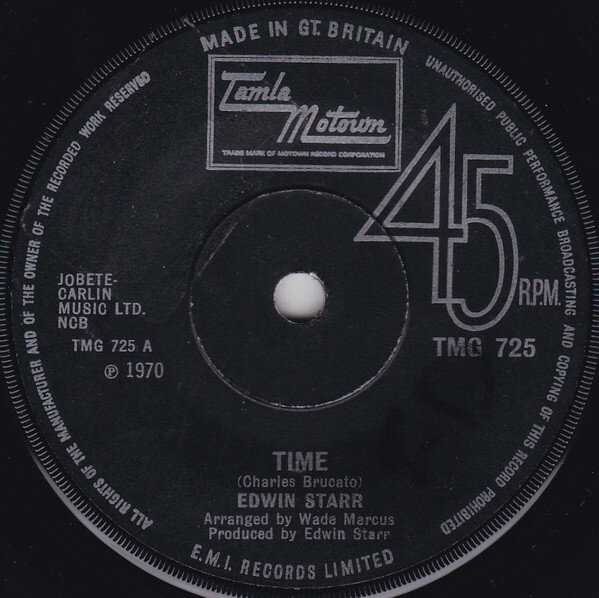 MADE IN GT. BRITAIN
UNAUTHORISED PUBLIC PERFORMANCE BROADCASTING AND COPYING OF THIS RECORD PROHIBITED
ALL RIGHTS OF THE MANUFACTURER AND OF THE OWNER OF THE RECORDED WORK RESERVED
Tamla
Motown
TRADE MARK OF MOTOWN RECORD CORPORATION
45
R.P.M.
JOBETE-
CARLIN
MUSIC LTD.
NCB
TMG 725 A
℗ 1970
TMG 725
TIME
(Charles Brucato)
EDWIN STARR
Arranged by Wade Marcus
Produced by Edwin Starr
E.M.I. RECORDS LIMITED